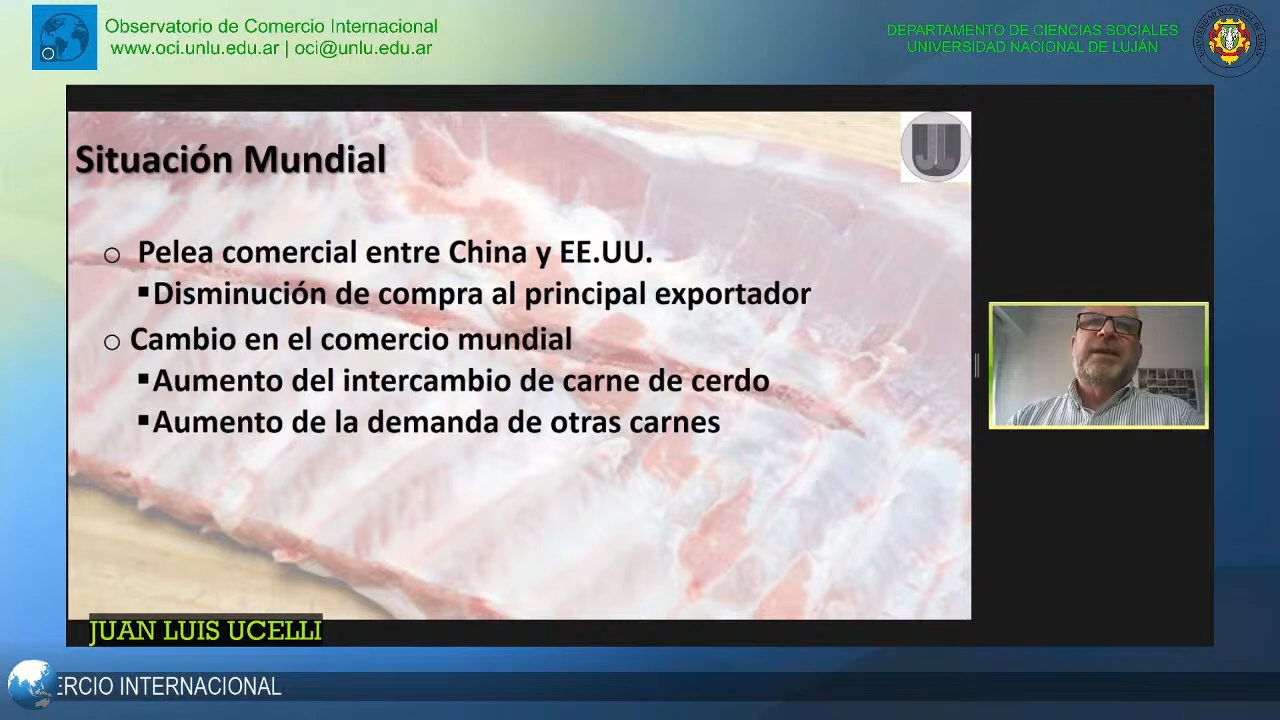 Observatorio de Comercio Internacional
www.oci.unlu.edu.ar | oci@unlu.edu.ar
DEPARTAMENTO DE CIENCIAS SOCIALES
UNIVERSIDAD NACIONAL DE LUJÁN
Situación Mundial
o Pelea comercial entre China y EE.UU.
▪Disminución de compra al principal exportador
o Cambio en el comercio mundial
▪Aumento del intercambio de carne de cerdo
▪Aumento de la demanda de otras carnes
JUAN LUIS UCELLI
ERCIO INTERNACIONAL